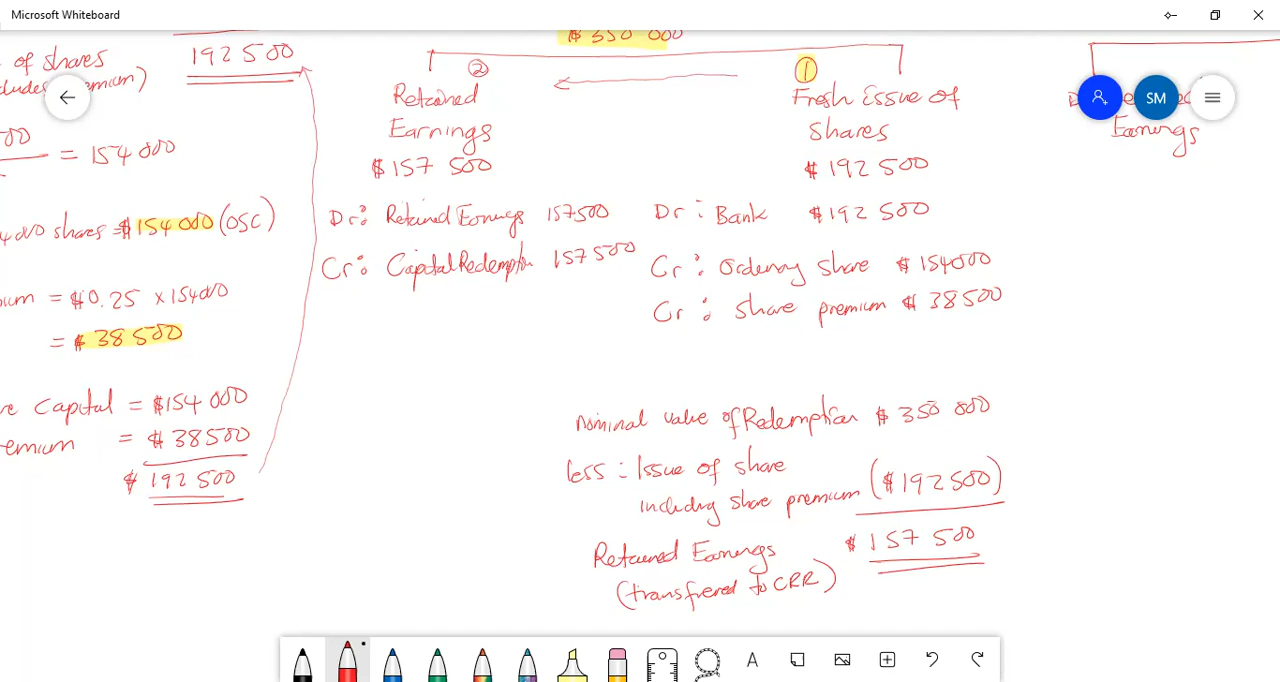 Microsoft Whiteboard
of shares
192 500
$ 350 000
②
①
Retained
Earnings
$ 157 500
Fresh Issue of
shares
$ 192 500
SM
Earnings
= 154 000
shares = $154 000 (OSC)
= $0.25 × 154000
= $ 38 500
Capital = $154 000
= $ 38500
$ 192 500
Dr: Retained Earnings 157500
Cr: Capital Redemption 157500
Dr: Bank $192 500
Cr: Ordenary share $ 154000
Cr: share premium $ 38500
Nominal value of Redemption $ 350 000
less: Issue of share
including share premium ($192 500)
Retained Earnings $ 157 500
(transfrered to CRR)
A